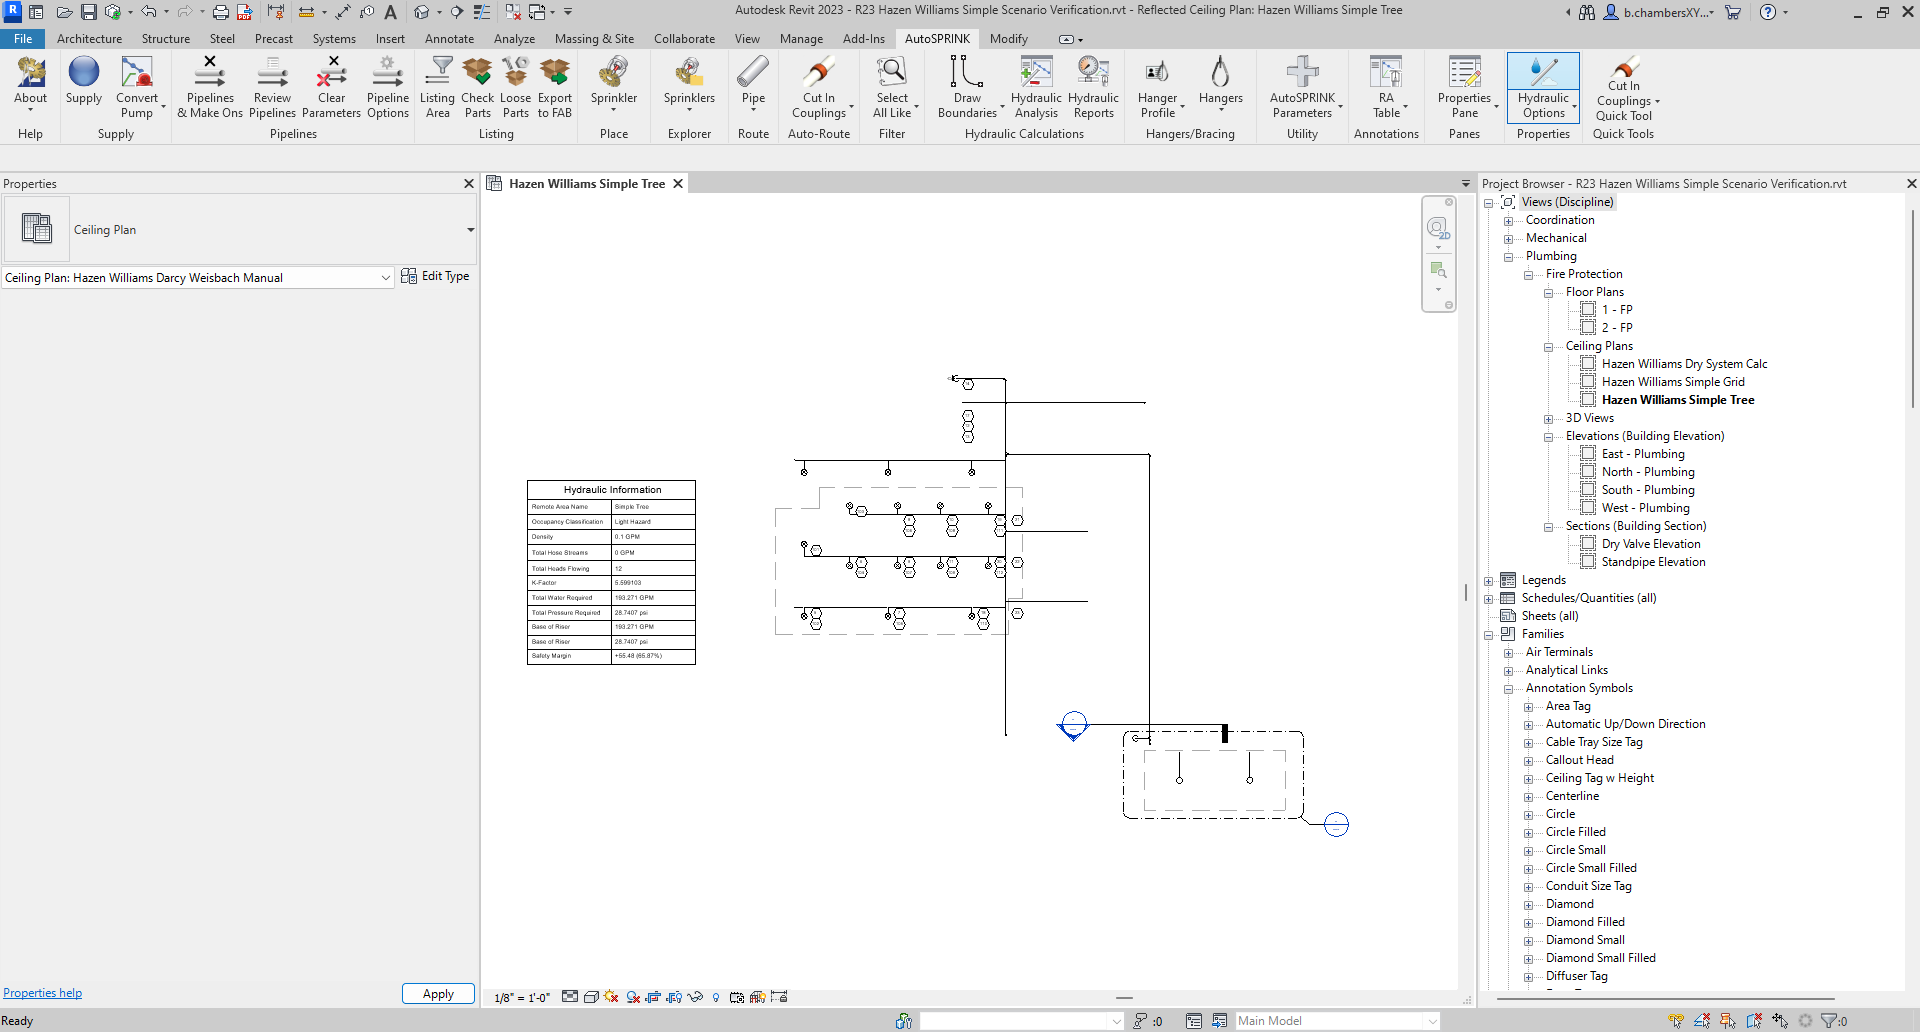 Autodesk Revit 2023 - R23 Hazen Williams Simple Scenario Verification.rvt - Reflected Ceiling Plan: Hazen Williams Simple Tree
b.chambersXY...
File Architecture Structure Steel Precast Systems Insert Annotate Analyze Massing & Site Collaborate View Manage Add-Ins AutoSPRINK Modify
About
Supply
Convert Pump
Pipelines & Make Ons
Review Pipelines
Clear Parameters
Pipeline Options
Listing Area
Check Parts
Loose Parts
Export to FAB
Sprinkler
Sprinklers
Pipe
Cut In Couplings
Select All Like
Draw Boundaries
Hydraulic Analysis
Hydraulic Reports
Hanger Profile
Hangers
AutoSPRINK Parameters
RA Table
Properties Pane
Hydraulic Options
Cut In Couplings Quick Tool
Help Supply Pipelines Listing Place Explorer Route Auto-Route Filter Hydraulic Calculations Hangers/Bracing Utility Annotations Panes Properties Quick Tools
Properties
Ceiling Plan
Ceiling Plan: Hazen Williams Darcy Weisbach Manual
Edit Type
Properties help
Apply
Hazen Williams Simple Tree
2D
Hydraulic Information
Remote Area Name Simple Tree
Occupancy Classification Light Hazard
Density 0.1 GPM
Total Hose Streams 0 GPM
Total Heads Flowing 12
K-Factor 5.599103
Total Water Required 193.271 GPM
Total Pressure Required 28.7407 psi
Base of Riser 193.271 GPM
Base of Riser 28.7407 psi
Safety Margin +55.48 (65.87%)
1/8" = 1'-0"
Project Browser - R23 Hazen Williams Simple Scenario Verification.rvt
Views (Discipline)
Coordination
Mechanical
Plumbing
Fire Protection
Floor Plans
1 - FP
2 - FP
Ceiling Plans
Hazen Williams Dry System Calc
Hazen Williams Simple Grid
Hazen Williams Simple Tree
3D Views
Elevations (Building Elevation)
East - Plumbing
North - Plumbing
South - Plumbing
West - Plumbing
Sections (Building Section)
Dry Valve Elevation
Standpipe Elevation
Legends
Schedules/Quantities (all)
Sheets (all)
Families
Air Terminals
Analytical Links
Annotation Symbols
Area Tag
Automatic Up/Down Direction
Cable Tray Size Tag
Callout Head
Ceiling Tag w Height
Centerline
Circle
Circle Filled
Circle Small
Circle Small Filled
Conduit Size Tag
Diamond
Diamond Filled
Diamond Small
Diamond Small Filled
Diffuser Tag
Ready
:0
Main Model
:0